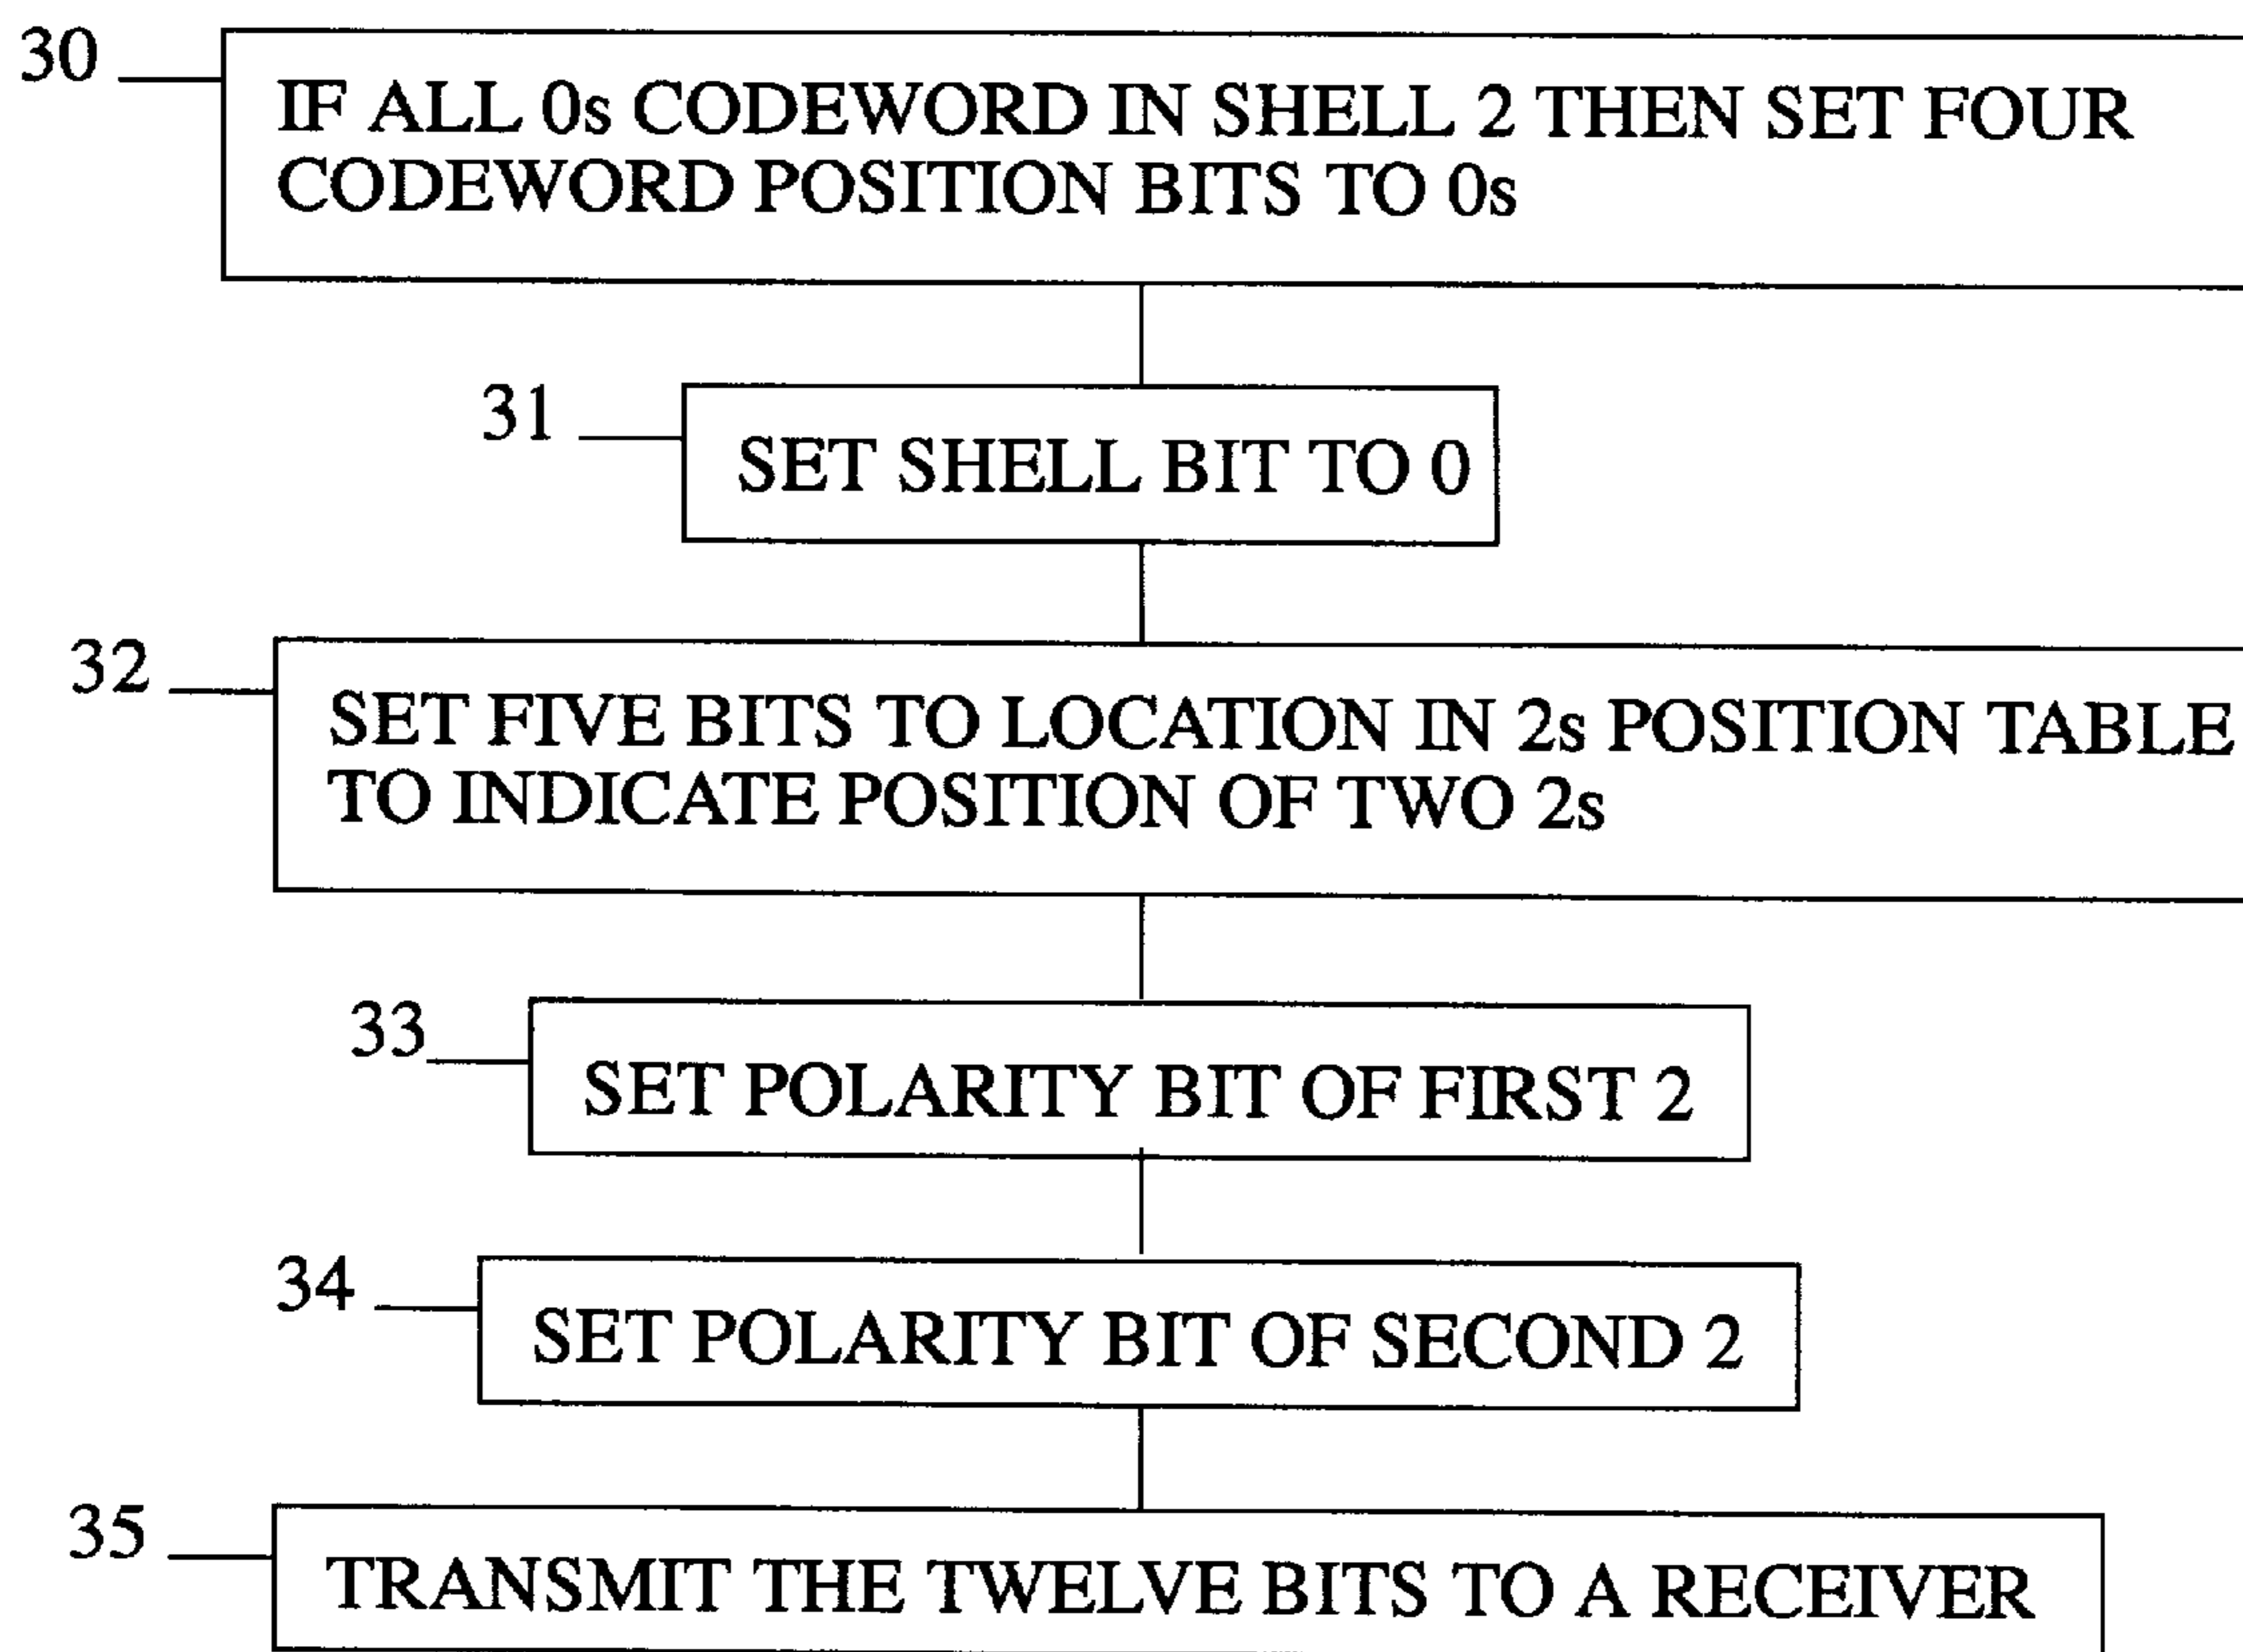 30
IF ALL 0s CODEWORD IN SHELL 2 THEN SET FOUR
CODEWORD POSITION BITS TO 0s
31
SET SHELL BIT TO 0
32
SET FIVE BITS TO LOCATION IN 2s POSITION TABLE
TO INDICATE POSITION OF TWO 2s
33
SET POLARITY BIT OF FIRST 2
34
SET POLARITY BIT OF SECOND 2
35
TRANSMIT THE TWELVE BITS TO A RECEIVER